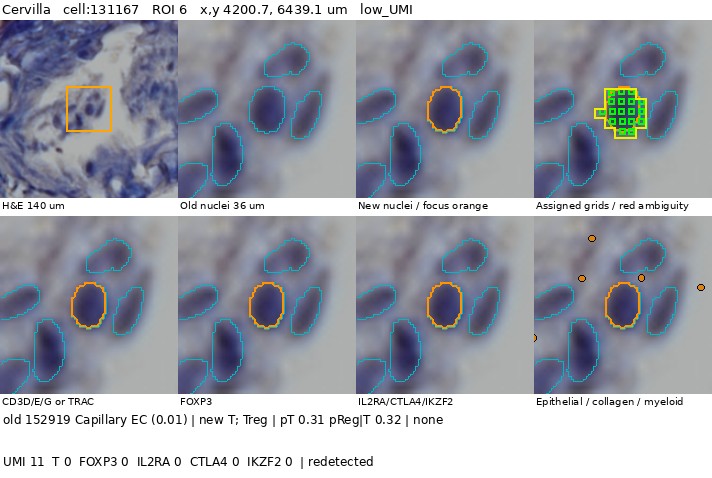 Cervilla cell:131167 ROI 6 x,y 4200.7, 6439.1 um low_UMI
H&E 140 um
Old nuclei 36 um
New nuclei / focus orange
Assigned grids / red ambiguity
CD3D/E/G or TRAC
FOXP3
IL2RA/CTLA4/IKZF2
Epithelial / collagen / myeloid
old 152919 Capillary EC (0.01) | new T; Treg | pT 0.31 pReg|T 0.32 | none
UMI 11 T 0 FOXP3 0 IL2RA 0 CTLA4 0 IKZF2 0 | redetected